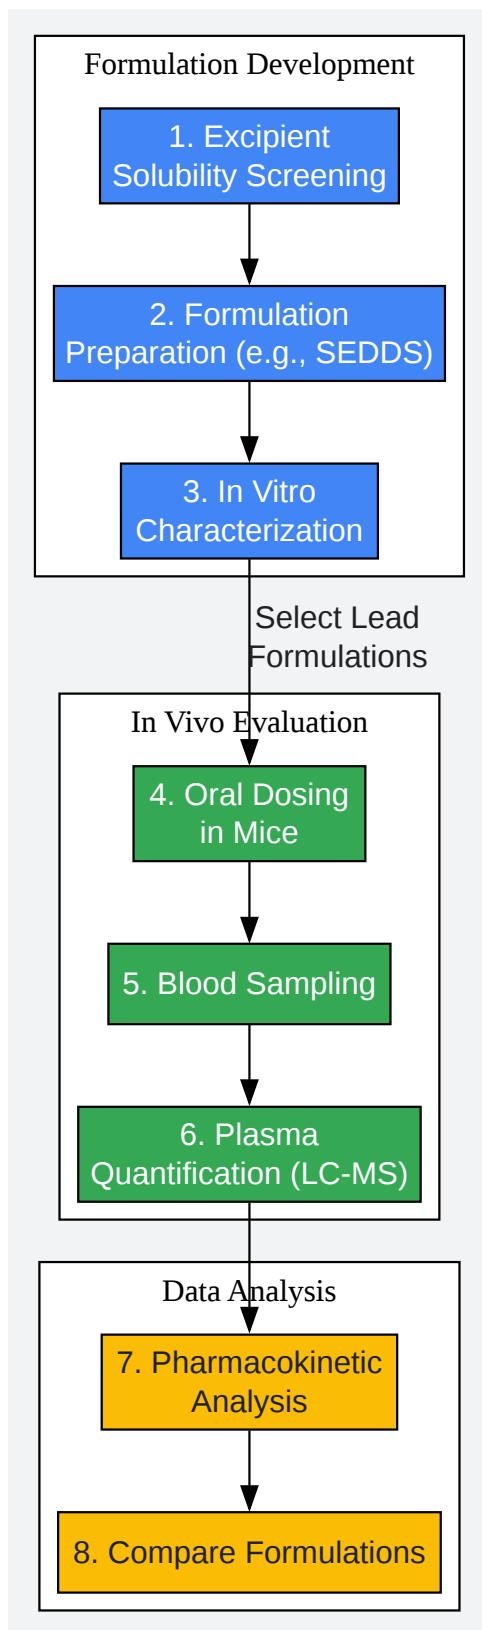 Formulation Development
1. Excipient
Solubility Screening
2. Formulation
Preparation (e.g., SEDDS)
3. In Vitro
Characterization
Select Lead
Formulations
In Vivo Evaluation
4. Oral Dosing
in Mice
5. Blood Sampling
6. Plasma
Quantification (LC-MS)
Data Analysis
7. Pharmacokinetic
Analysis
8. Compare Formulations